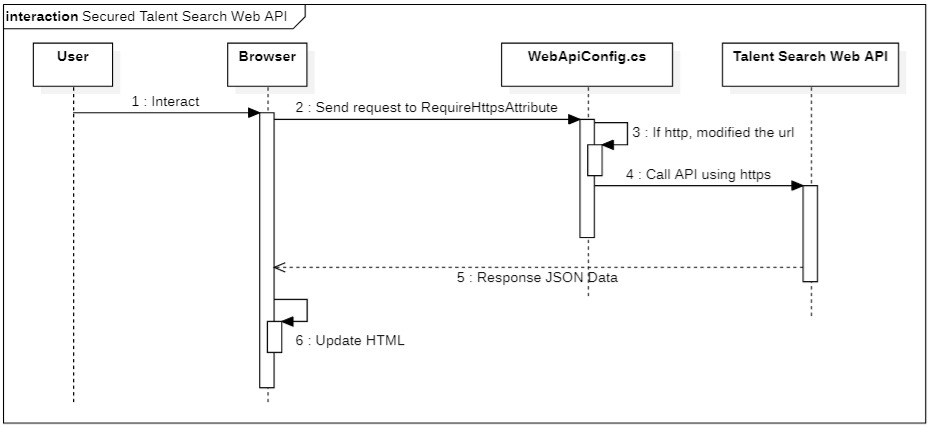 interaction Secured Talent Search Web API
User
Browser
WebApiConfig.cs
Talent Search Web API
1 : Interact
2 : Send request to RequireHttpsAttribute
3 : If http, modified the url
4 : Call API using https
5 : Response JSON Data
6 : Update HTML